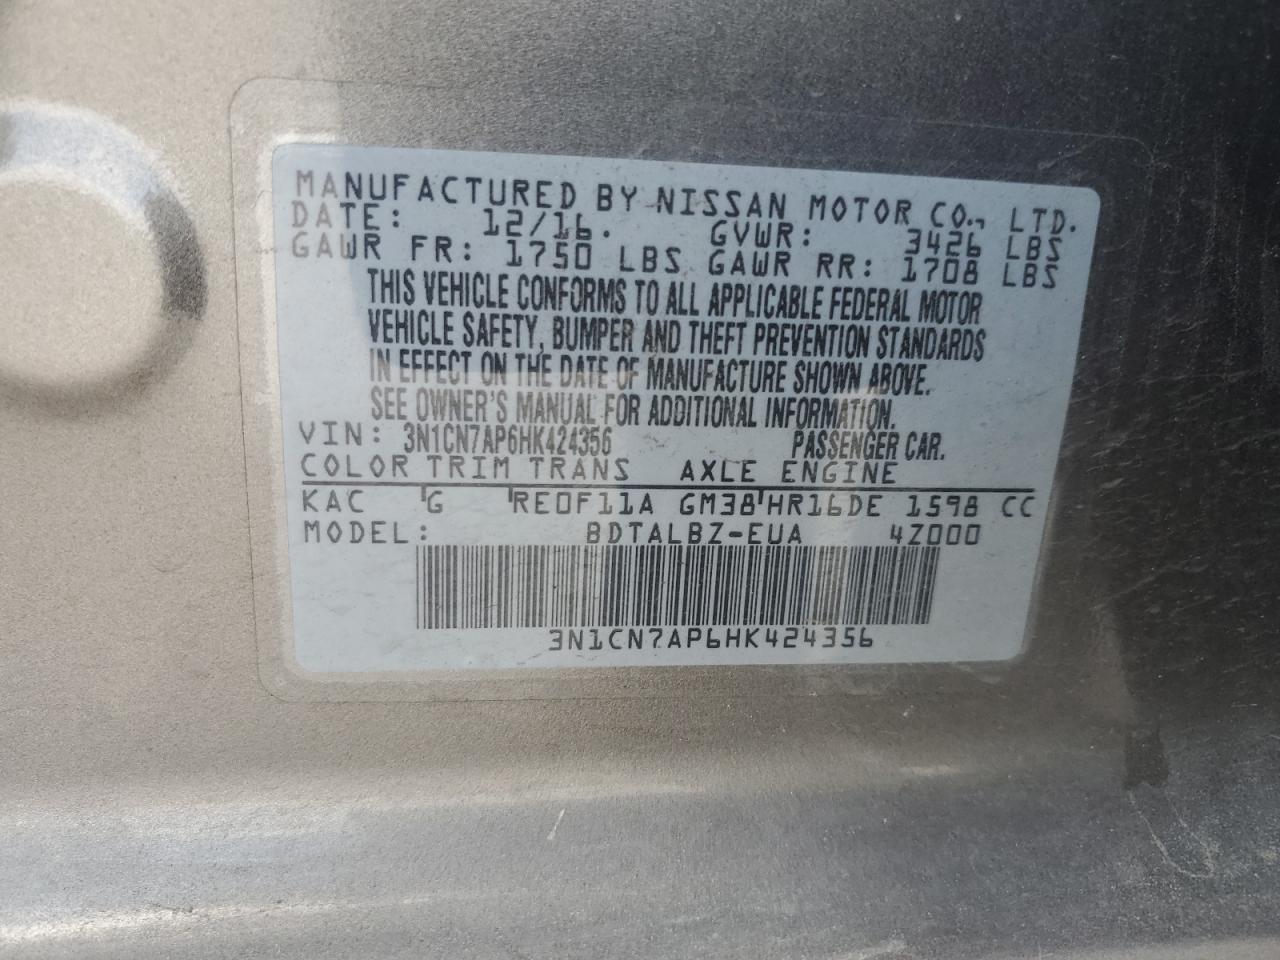 MANUFACTURED BY NISSAN MOTOR CO., LTD.
DATE: 12/16. GVWR: 3426 LBS
GAWR FR: 1750 LBS GAWR RR: 1708 LBS
THIS VEHICLE CONFORMS TO ALL APPLICABLE FEDERAL MOTOR
VEHICLE SAFETY, BUMPER AND THEFT PREVENTION STANDARDS
IN EFFECT ON THE DATE OF MANUFACTURE SHOWN ABOVE.
SEE OWNER'S MANUAL FOR ADDITIONAL INFORMATION.
VIN: 3N1CN7AP6HK424356 PASSENGER CAR.
COLOR TRIM TRANS AXLE ENGINE
KAC G RE0F11A GM38 HR16DE 1598 CC
MODEL: BDTALBZ-EUA 4Z000
3N1CN7AP6HK424356